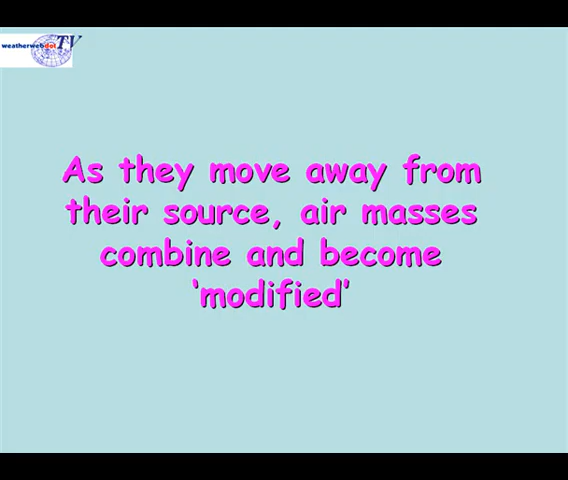 weatherwebdotTV
As they move away from
their source, air masses
combine and become
‘modified’